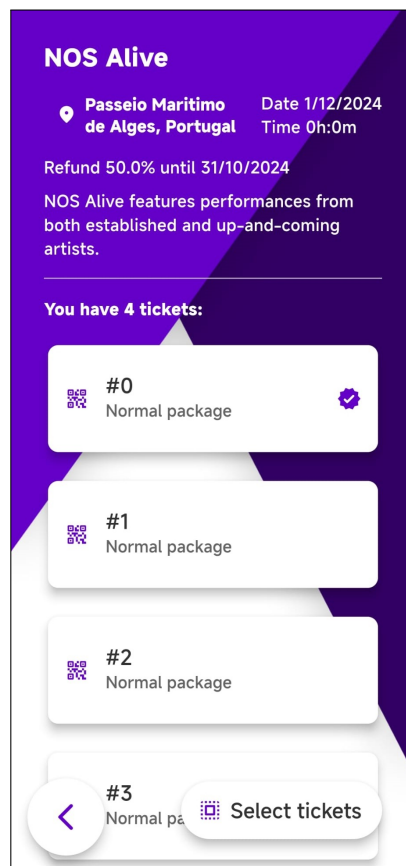 NOS Alive
Passeio Maritimo
de Alges, Portugal
Date 1/12/2024
Time 0h:0m
Refund 50.0% until 31/10/2024
NOS Alive features performances from
both established and up-and-coming
artists.
You have 4 tickets:
#0
Normal package
#1
Normal package
#2
Normal package
#3
Normal pa
Select tickets